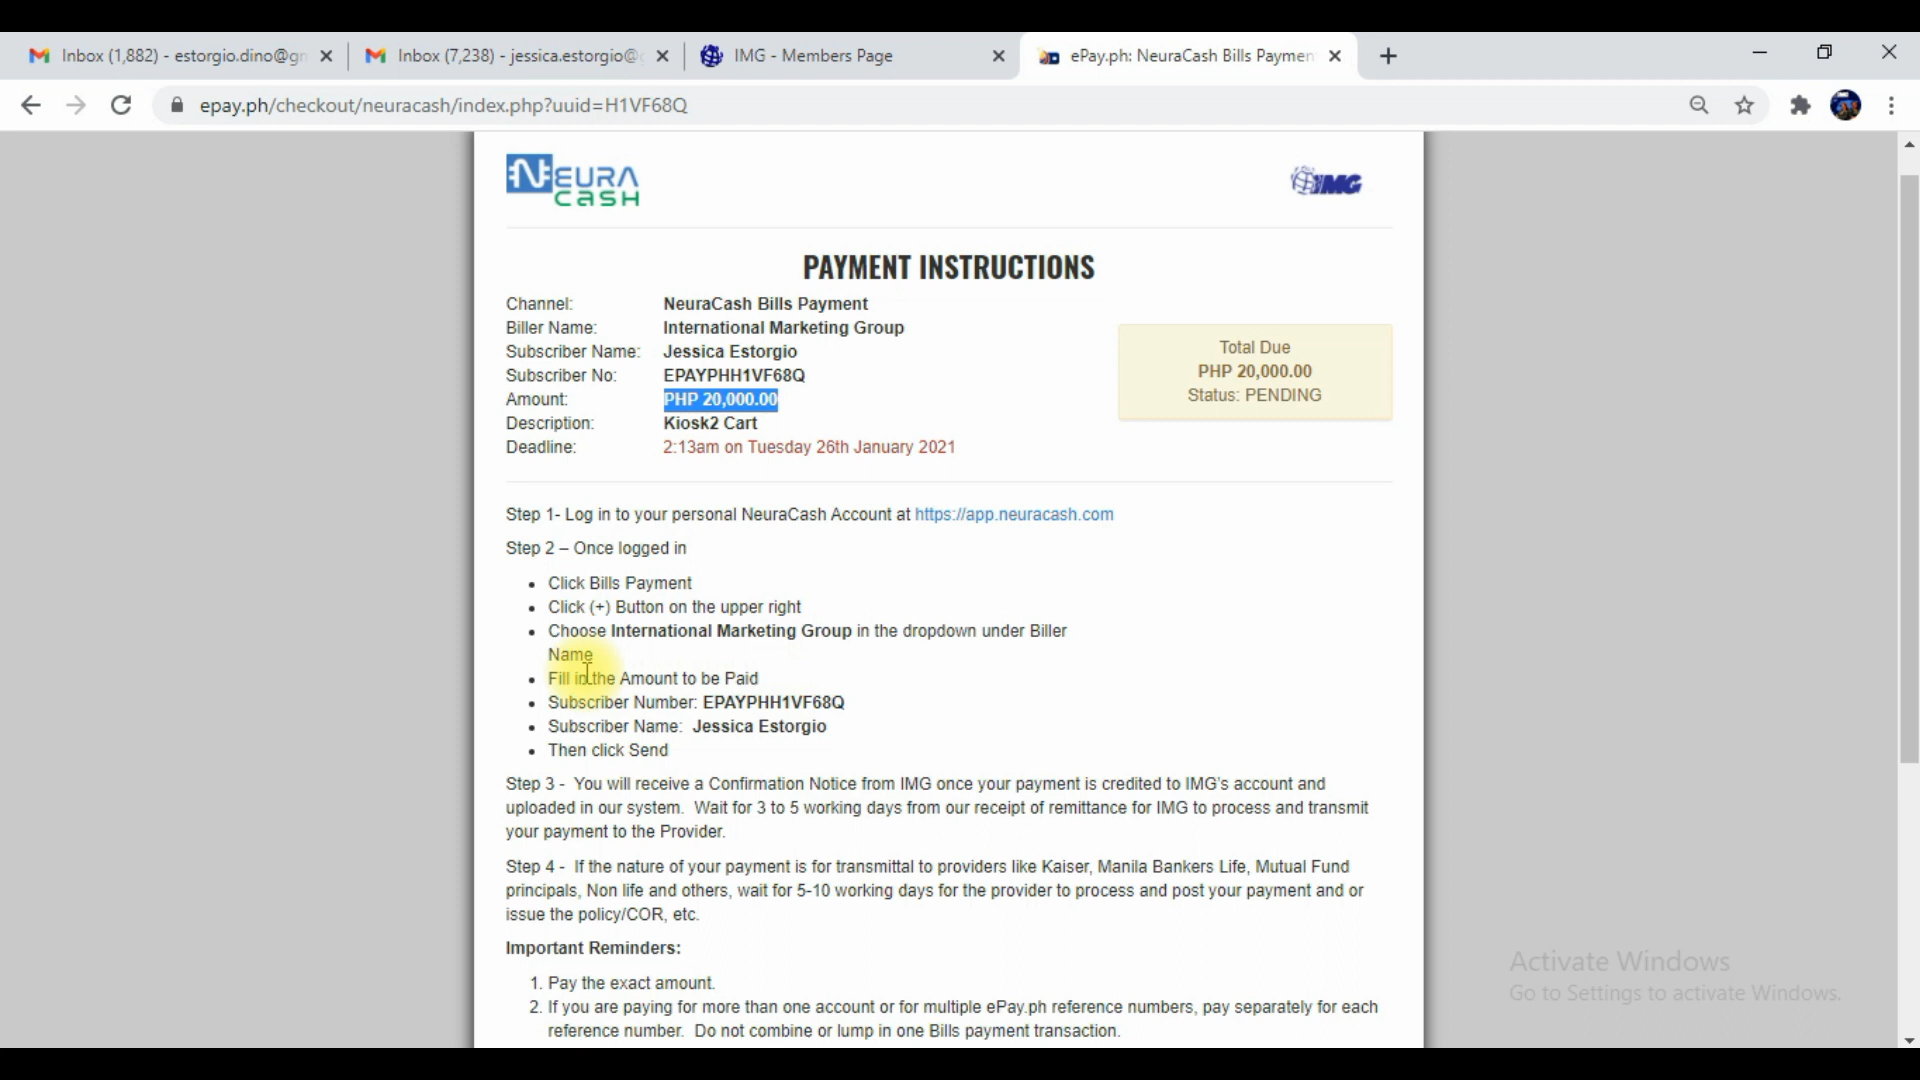 Inbox (1,882) - estorgio.dino@gm
Inbox (7,238) - jessica.estorgio@
IMG - Members Page
ePay.ph: NeuraCash Bills Paymen
epay.ph/checkout/neuracash/index.php?uuid=H1VF68Q
NEURA
CASH
IMG
PAYMENT INSTRUCTIONS
Channel: NeuraCash Bills Payment
Biller Name: International Marketing Group
Subscriber Name: Jessica Estorgio
Subscriber No: EPAYPHH1VF68Q
Amount: PHP 20,000.00
Description: Kiosk2 Cart
Deadline: 2:13am on Tuesday 26th January 2021
Total Due
PHP 20,000.00
Status: PENDING
Step 1- Log in to your personal NeuraCash Account at https://app.neuracash.com
Step 2 – Once logged in
• Click Bills Payment
• Click (+) Button on the upper right
• Choose International Marketing Group in the dropdown under Biller
Name
• Fill in the Amount to be Paid
• Subscriber Number: EPAYPHH1VF68Q
• Subscriber Name: Jessica Estorgio
• Then click Send
Step 3 - You will receive a Confirmation Notice from IMG once your payment is credited to IMG's account and
uploaded in our system. Wait for 3 to 5 working days from our receipt of remittance for IMG to process and transmit
your payment to the Provider.
Step 4 - If the nature of your payment is for transmittal to providers like Kaiser, Manila Bankers Life, Mutual Fund
principals, Non life and others, wait for 5-10 working days for the provider to process and post your payment and or
issue the policy/COR, etc.
Important Reminders:
1. Pay the exact amount.
2. If you are paying for more than one account or for multiple ePay.ph reference numbers, pay separately for each
reference number. Do not combine or lump in one Bills payment transaction.
Activate Windows
Go to Settings to activate Windows.